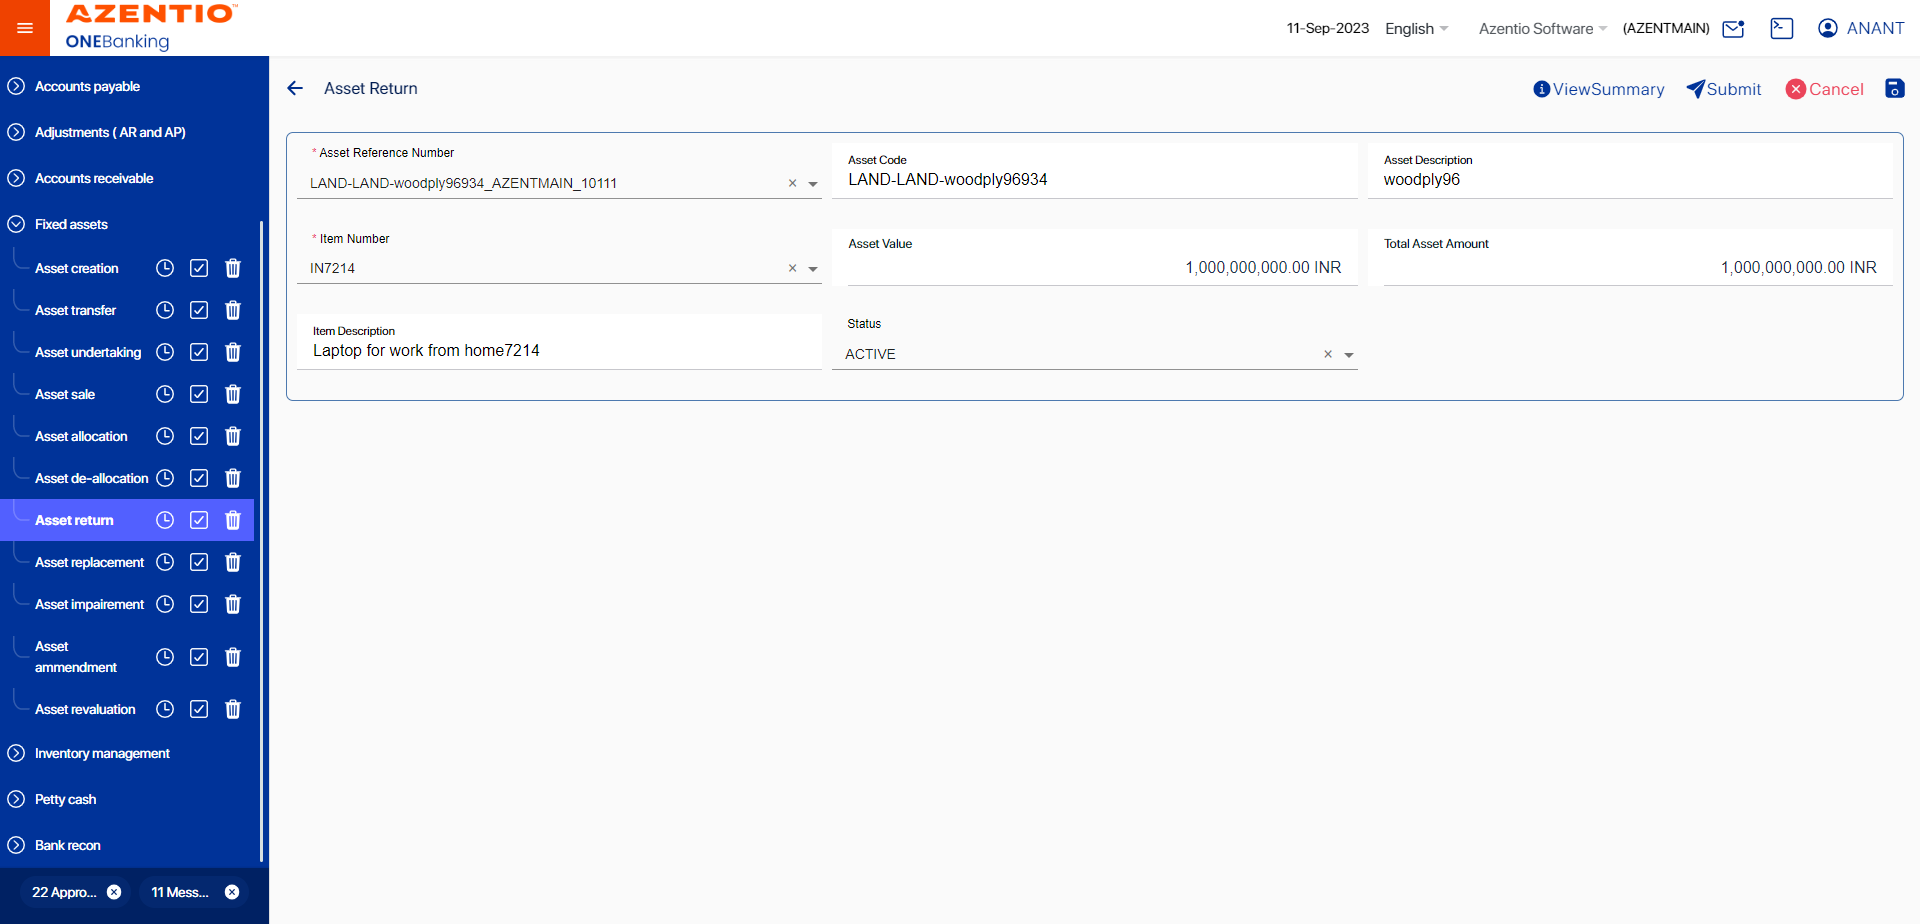 AZENTIO™
ONEBanking
11-Sep-2023
English
Azentio Software
(AZENTMAIN)
ANANT
Accounts payable
Adjustments ( AR and AP)
Accounts receivable
Fixed assets
Asset creation
Asset transfer
Asset undertaking
Asset sale
Asset allocation
Asset de-allocation
Asset return
Asset replacement
Asset impairement
Asset
ammendment
Asset revaluation
Inventory management
Petty cash
Bank recon
22 Appro...
11 Mess...
Asset Return
ViewSummary
Submit
Cancel
* Asset Reference Number
LAND-LAND-woodply96934_AZENTMAIN_10111
Asset Code
LAND-LAND-woodply96934
Asset Description
woodply96
* Item Number
IN7214
Asset Value
1,000,000,000.00 INR
Total Asset Amount
1,000,000,000.00 INR
Item Description
Laptop for work from home7214
Status
ACTIVE